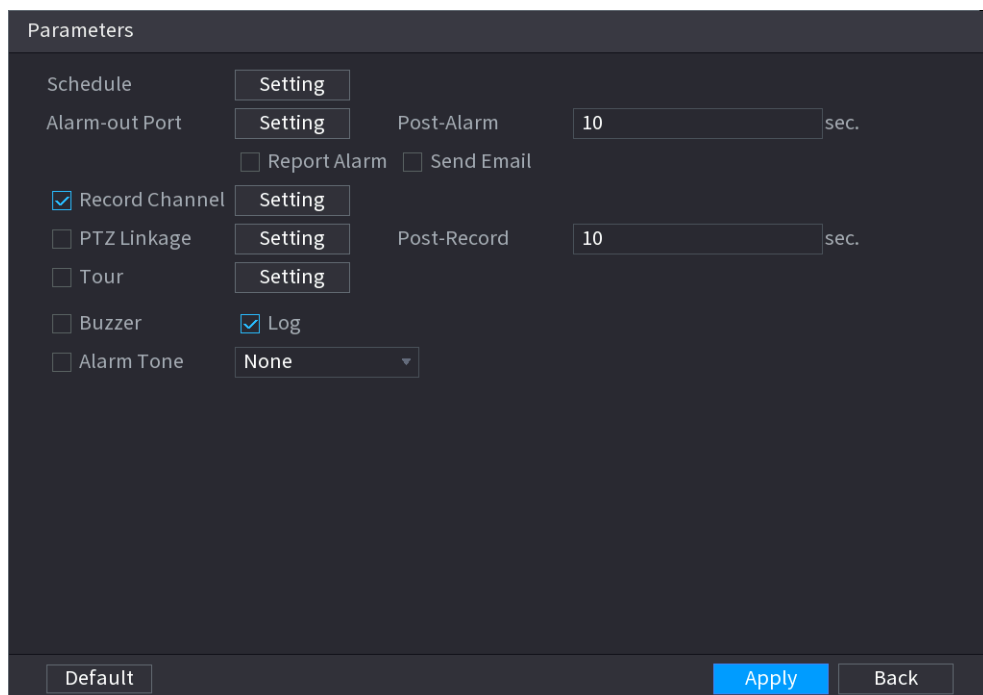 Parameters
Schedule Setting
Alarm-out Port Setting Post-Alarm 10 sec.
Report Alarm Send Email
Record Channel Setting
PTZ Linkage Setting Post-Record 10 sec.
Tour Setting
Buzzer Log
Alarm Tone None
Default Apply Back